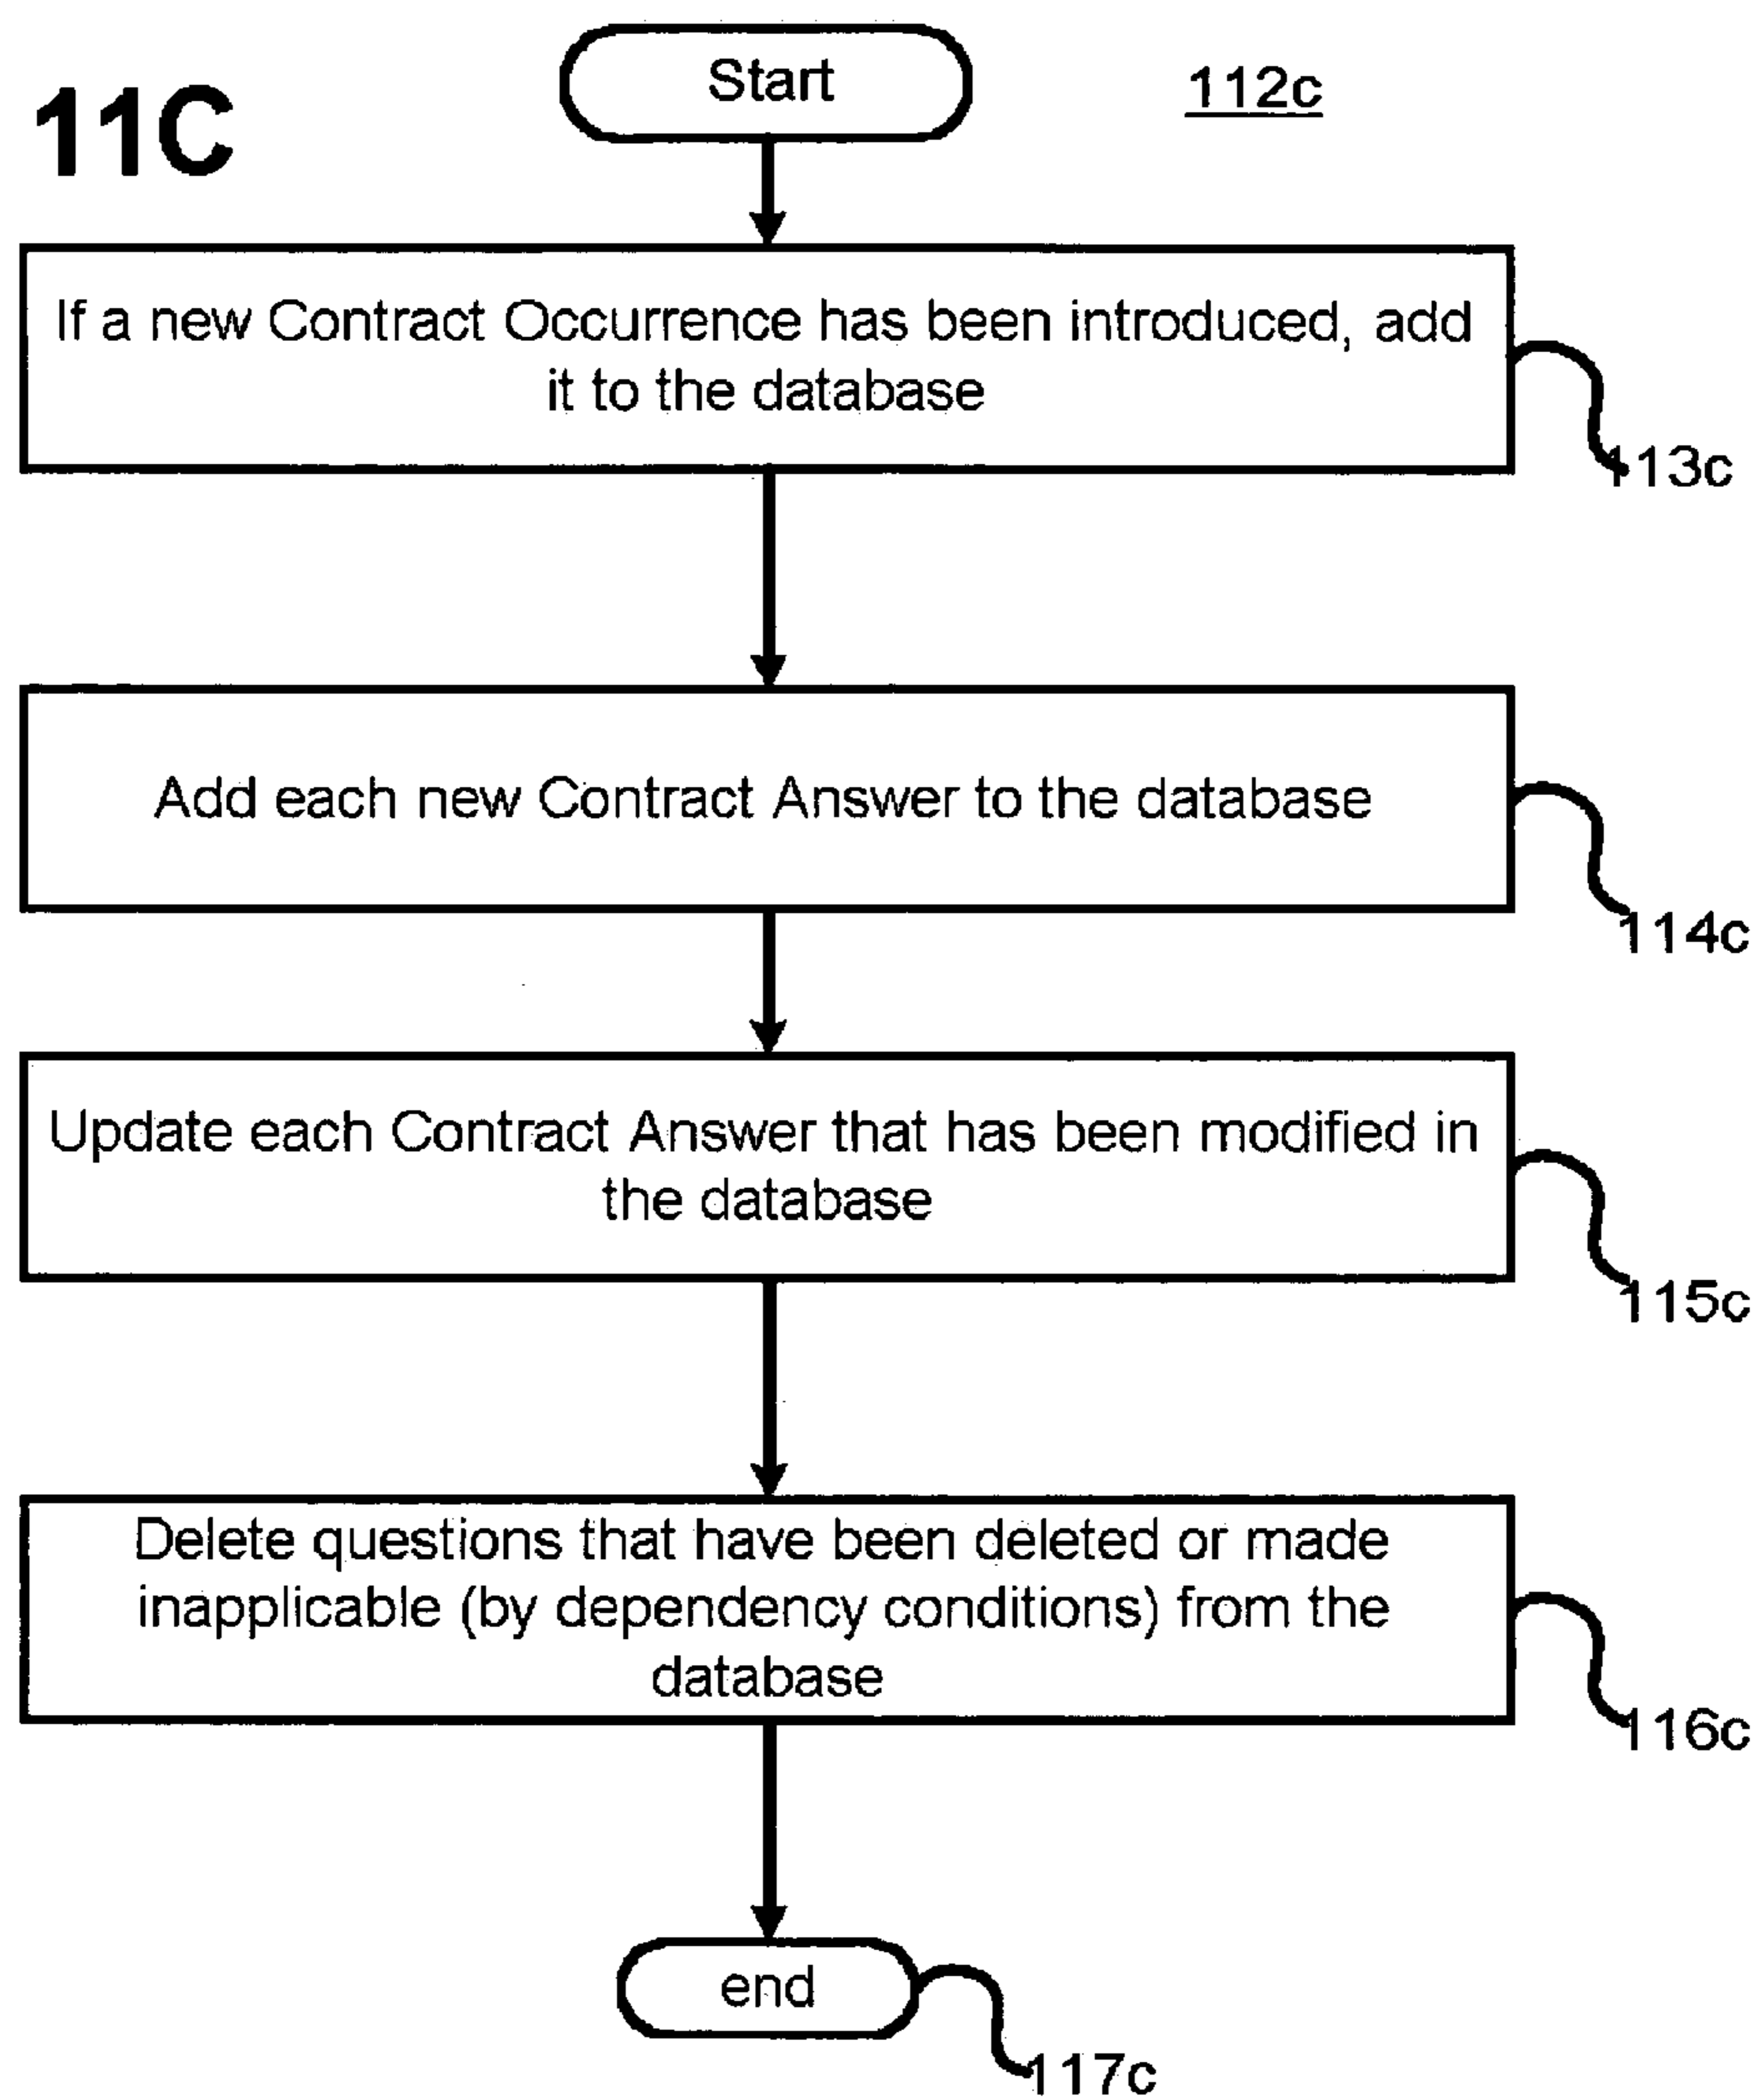 11C
Start
112c
If a new Contract Occurrence has been introduced, add
it to the database
113c
Add each new Contract Answer to the database
114c
Update each Contract Answer that has been modified in
the database
115c
Delete questions that have been deleted or made
inapplicable (by dependency conditions) from the
database
116c
end
117c